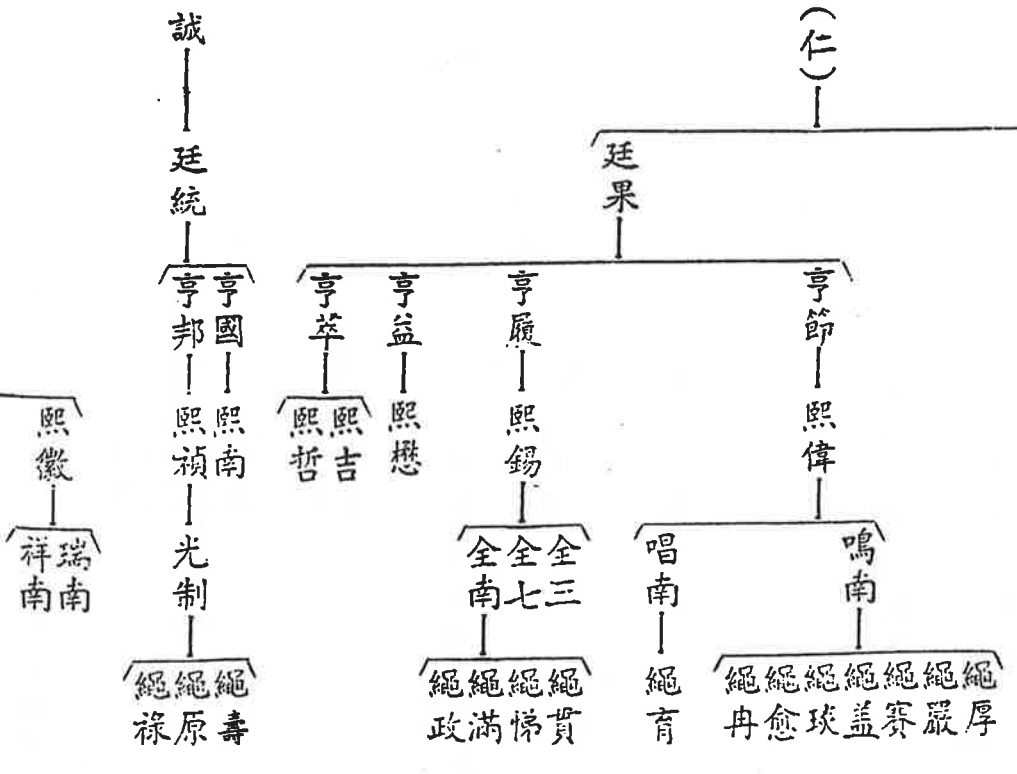 (仁)
廷果
亨節
亨履
亨益
亨萃
熙偉
熙錫
熙懋
熙吉
熙哲
鳴南
唱南
全三
全七
全南
繩厚
繩嚴
繩賽
繩盖
繩琰
繩愈
繩冉
繩育
繩貫
繩悌
繩滿
繩政
誠
廷統
亨國
亨邦
熙南
熙禎
光制
繩壽
繩原
繩祿
熙徽
瑞南
祥南